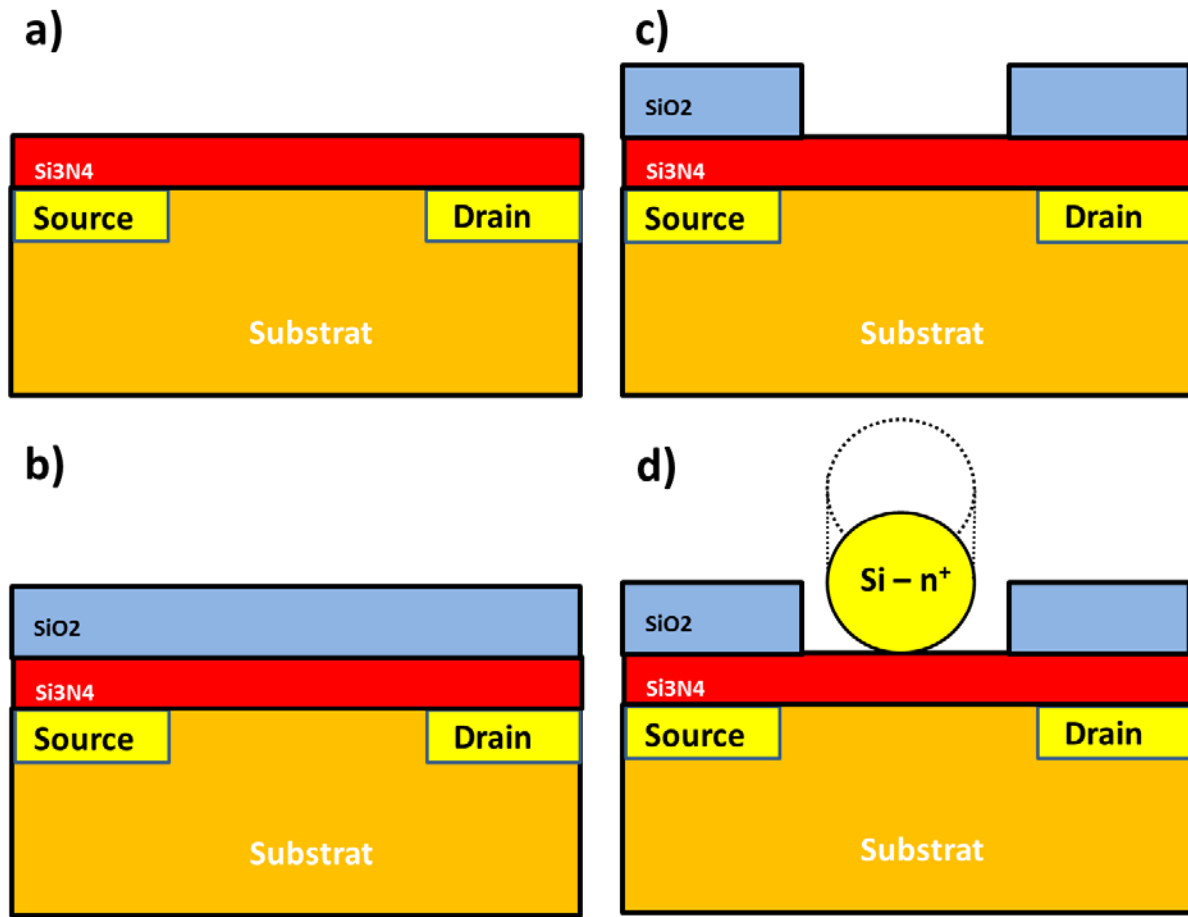 a)
Si3N4
Source
Drain
Substrat
b)
SiO2
Si3N4
Source
Drain
Substrat
c)
SiO2
Si3N4
Source
Drain
Substrat
d)
Si – n⁺
SiO2
Si3N4
Source
Drain
Substrat